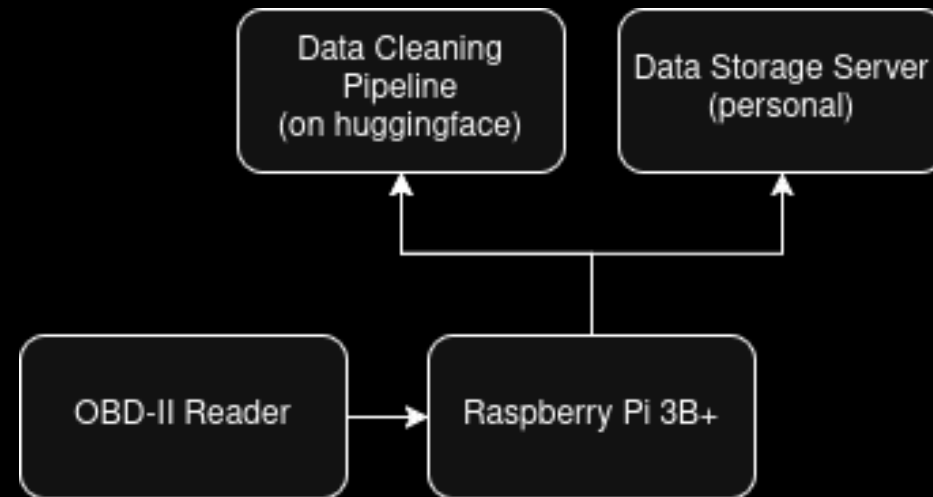 Data Cleaning
Pipeline
(on huggingface)
Data Storage Server
(personal)
OBD-II Reader
Raspberry Pi 3B+